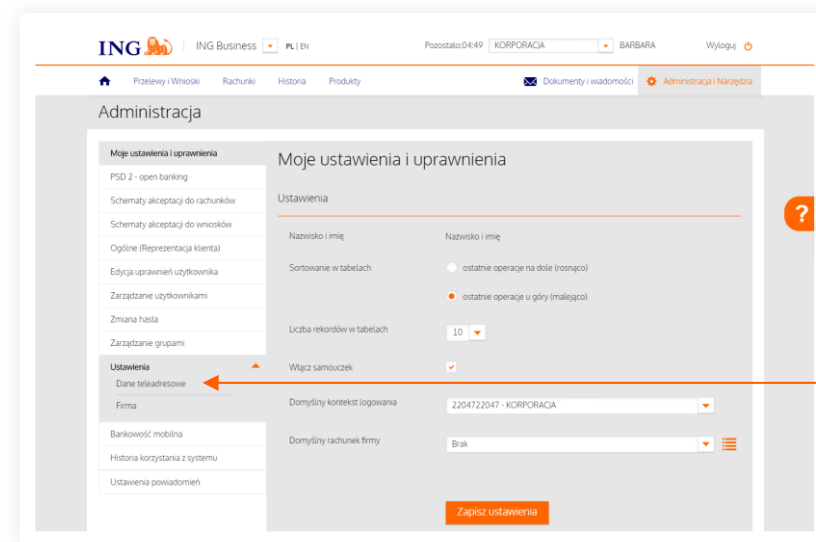 ING ING Business PL | EN Pozostało:04:49 KORPORACJA BARBARA Wyloguj
Przelewy i Wnioski Rachunki Historia Produkty Dokumenty i wiadomości Administracja i Narzędzia
Administracja
Moje ustawienia i uprawnienia
PSD 2 - open banking
Schematy akceptacji do rachunków
Schematy akceptacji do wniosków
Ogólne (Reprezentacja klienta)
Edycja uprawnień użytkownika
Zarządzanie użytkownikami
Zmiana hasła
Zarządzanie grupami
Ustawienia
Dane teleadresowe
Firma
Bankowość mobilna
Historia korzystania z systemu
Ustawienia powiadomień
Moje ustawienia i uprawnienia
Ustawienia
Nazwisko i imię Nazwisko i imię
Sortowanie w tabelach ostatnie operacje na dole (rosnąco)
ostatnie operacje u góry (malejąco)
Liczba rekordów w tabelach 10
Włącz samouczek
Domyślny kontekst logowania 2204722047 - KORPORACJA
Domyślny rachunek firmy Brak
Zapisz ustawienia
?